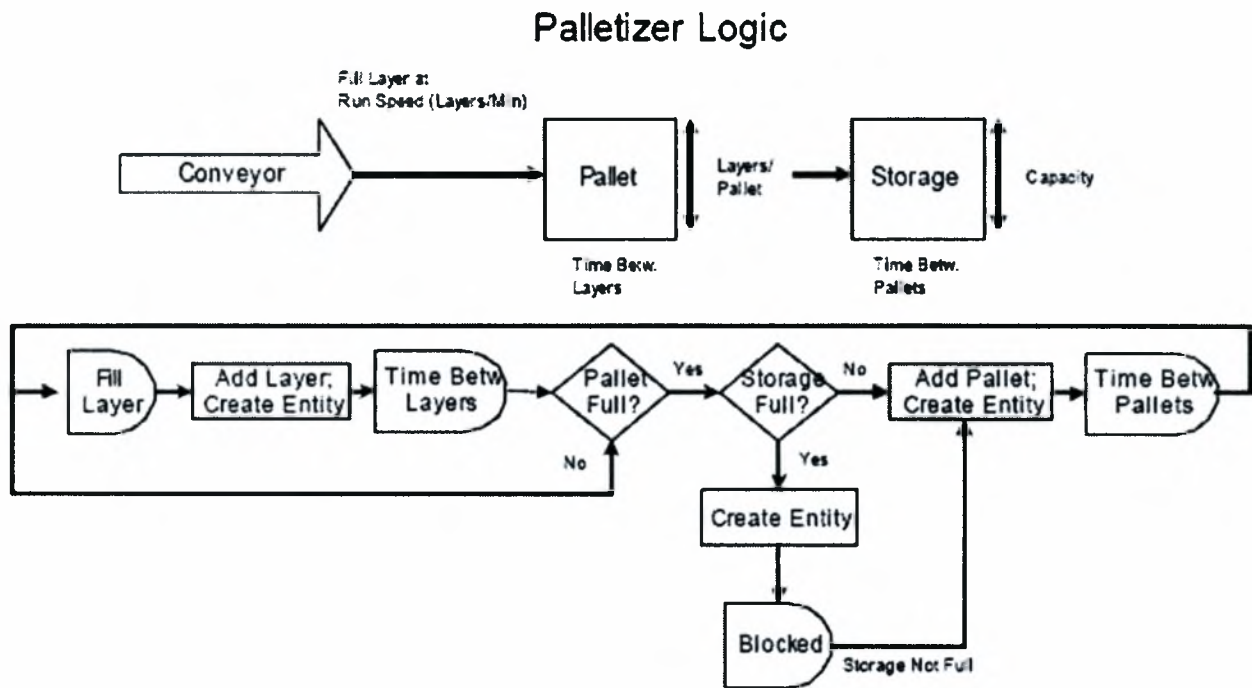 Palletizer Logic
Fill Layer at
Run Speed (Layers/Min)
Conveyor
Pallet
Layers/
Pallet
Storage
Capacity
Time Betw.
Layers
Time Betw.
Pallets
Fill
Layer
Add Layer;
Create Entity
Time Betw
Layers
Pallet
Full?
Yes
Storage
Full?
No
Add Pallet;
Create Entity
Time Betw
Pallets
No
Yes
Create Entity
Blocked
Storage Not Full